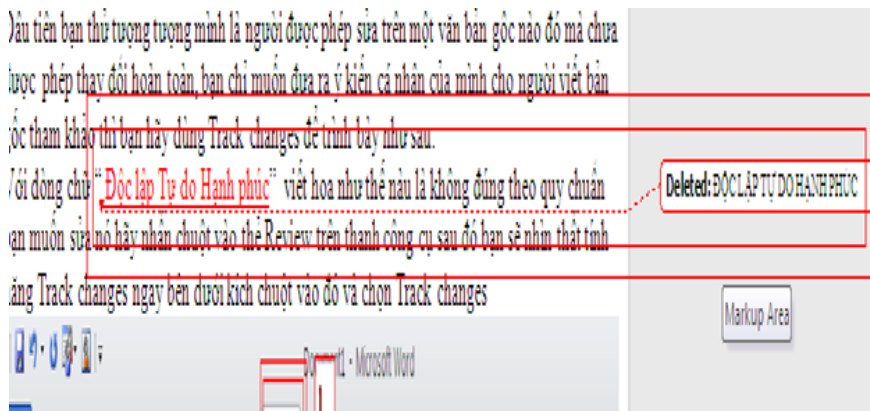 Đầu tiên bạn thử tượng tượng mình là người được phép sửa trên một văn bản gốc nào đó mà chưa
được phép thay đổi hoàn toàn, bạn chỉ muốn đưa ra ý kiến cá nhân của mình cho người viết bản
gốc tham khảo thì bạn hãy dùng Track changes để trình bày như sau.
Với dòng chữ “ Độc lập Tự do Hạnh phúc” viết hoa như thế nàu là không đúng theo quy chuẩn
Deleted: ĐỘC LẬP TỰ DO HẠNH PHÚC
bạn muốn sửa nó hãy nhấn chuột vào thẻ Review trên thanh công cụ sau đó bạn sẽ nhìn thất tính
năng Track changes ngay bên dưới kích chuột vào đó và chọn Track changes
Markup Area
Document1 - Microsoft Word